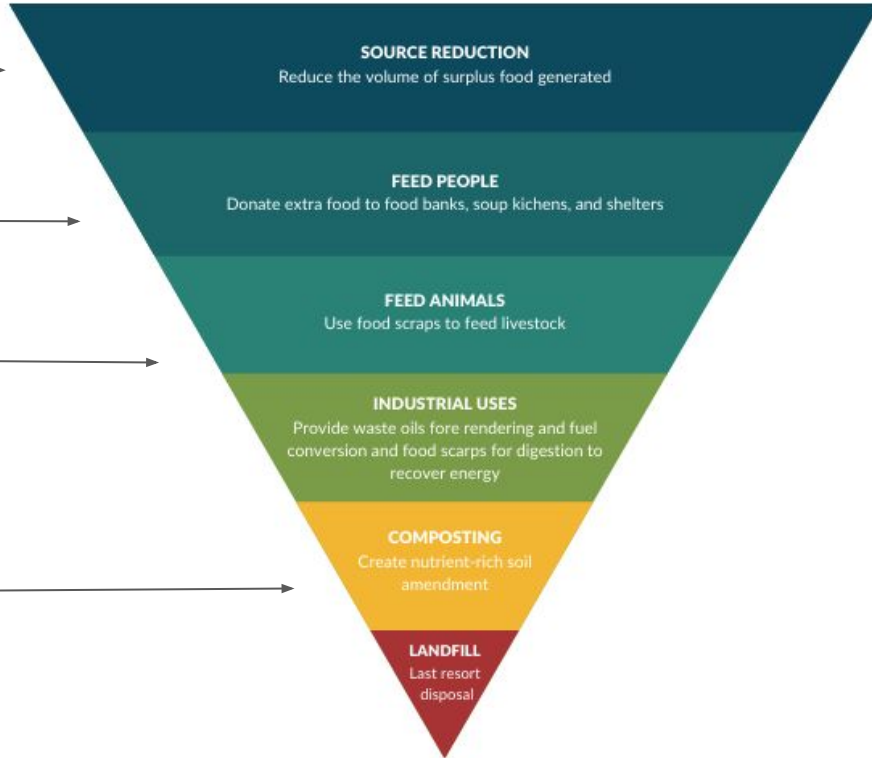 SOURCE REDUCTION
Reduce the volume of surplus food generated
FEED PEOPLE
Donate extra food to food banks, soup kichens, and shelters
FEED ANIMALS
Use food scraps to feed livestock
INDUSTRIAL USES
Provide waste oils fore rendering and fuel
conversion and food scarps for digestion to
recover energy
COMPOSTING
Create nutrient-rich soil
amendment
LANDFILL
Last resort
disposal